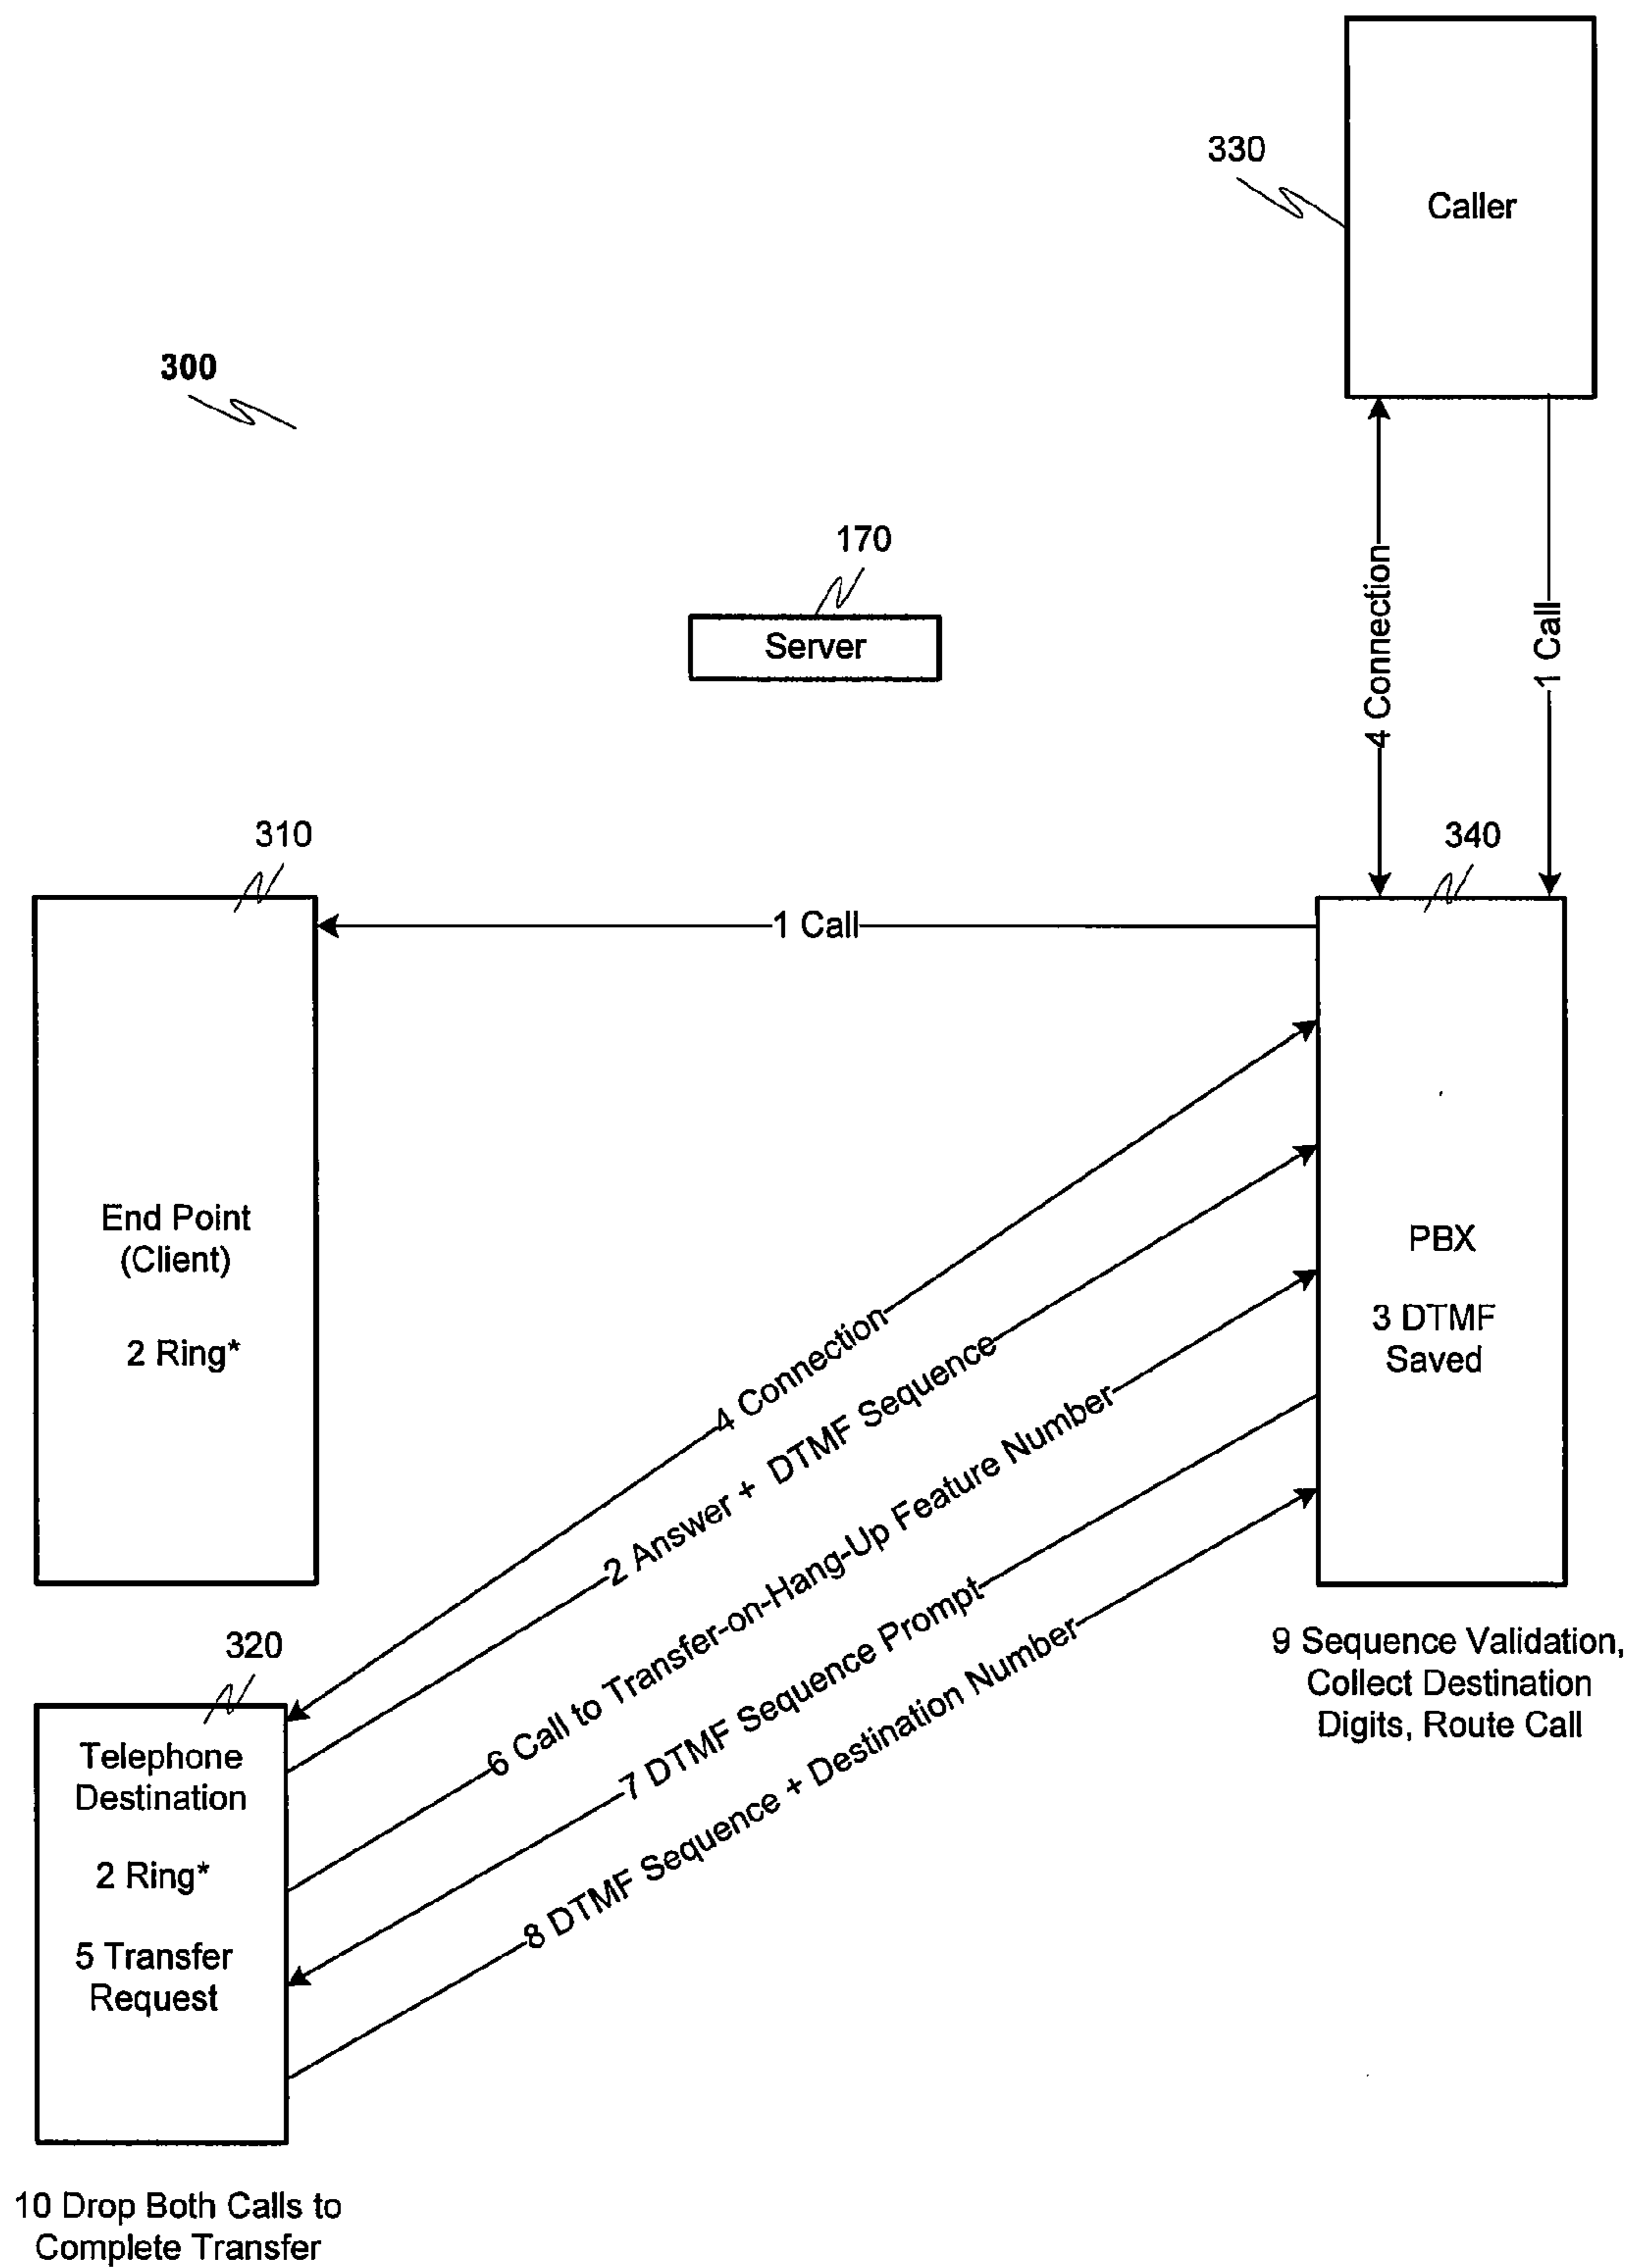 330
Caller
300
170
Server
4 Connection
1 Call
310
340
1 Call
End Point
(Client)
2 Ring*
PBX
3 DTMF
Saved
4 Connection
2 Answer + DTMF Sequence
6 Call to Transfer-on-Hang-Up Feature Number
7 DTMF Sequence Prompt
8 DTMF Sequence + Destination Number
320
Telephone
Destination
2 Ring*
5 Transfer
Request
9 Sequence Validation,
Collect Destination
Digits, Route Call
10 Drop Both Calls to
Complete Transfer